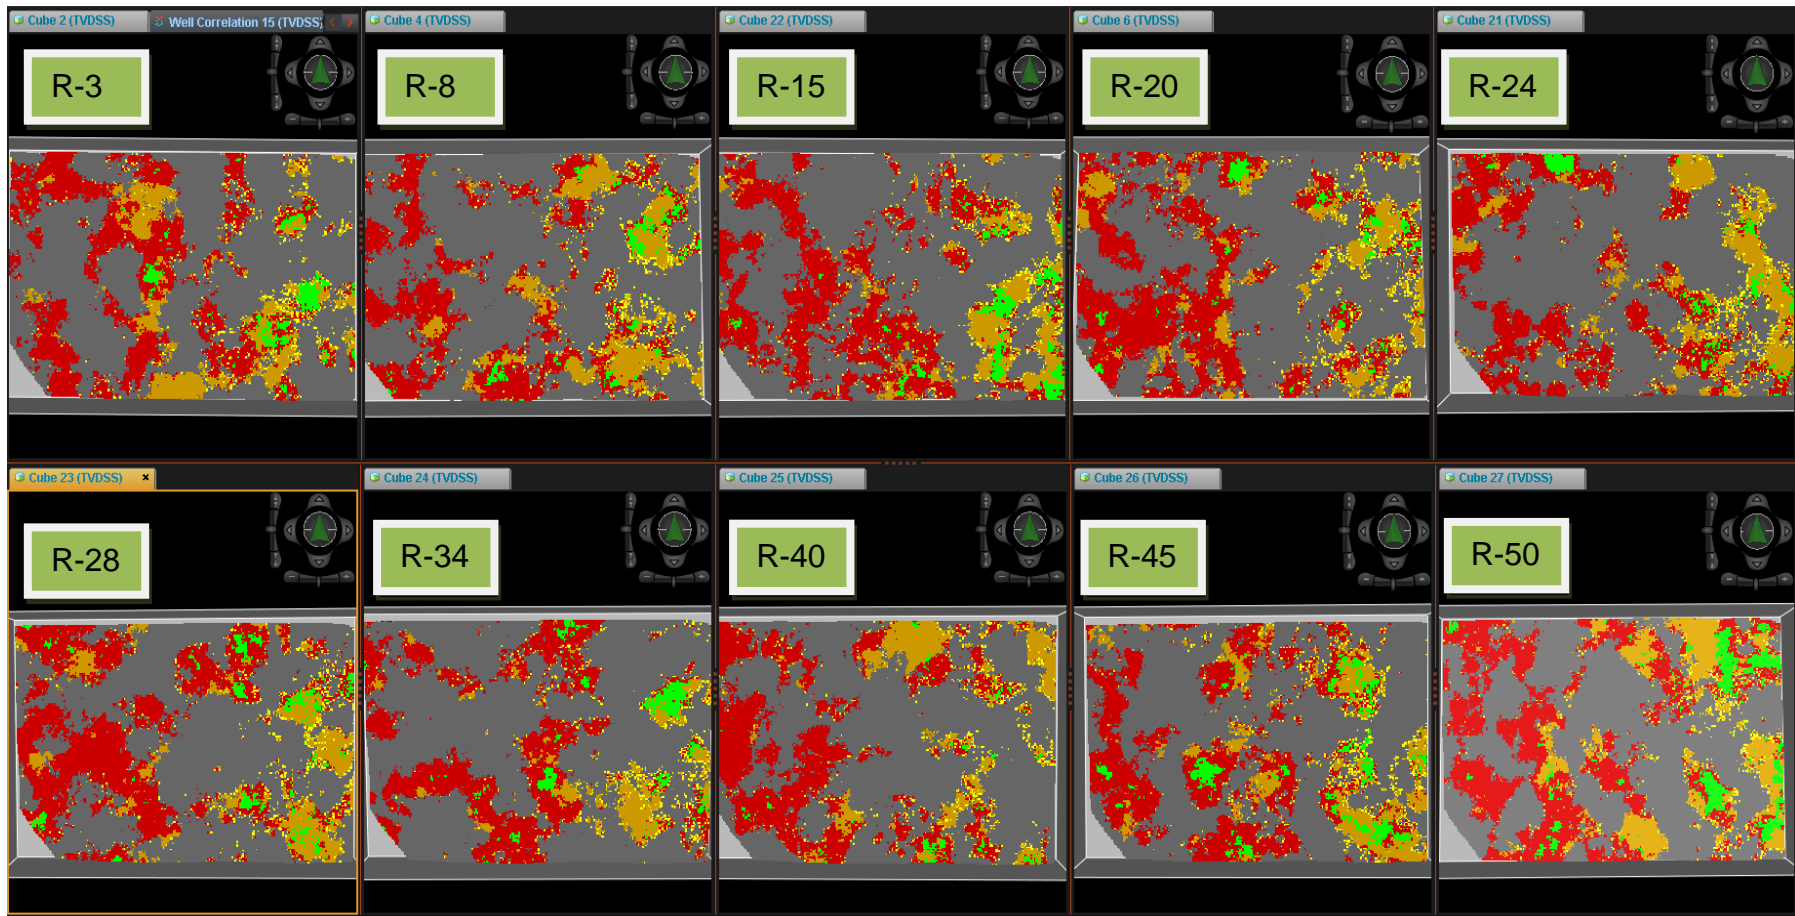 Cube 2 (TVDSS)
Well Correlation 15 (TVDSS)
Cube 4 (TVDSS)
Cube 22 (TVDSS)
Cube 6 (TVDSS)
Cube 21 (TVDSS)
R-3
R-8
R-15
R-20
R-24
Cube 23 (TVDSS)
Cube 24 (TVDSS)
Cube 25 (TVDSS)
Cube 26 (TVDSS)
Cube 27 (TVDSS)
R-28
R-34
R-40
R-45
R-50